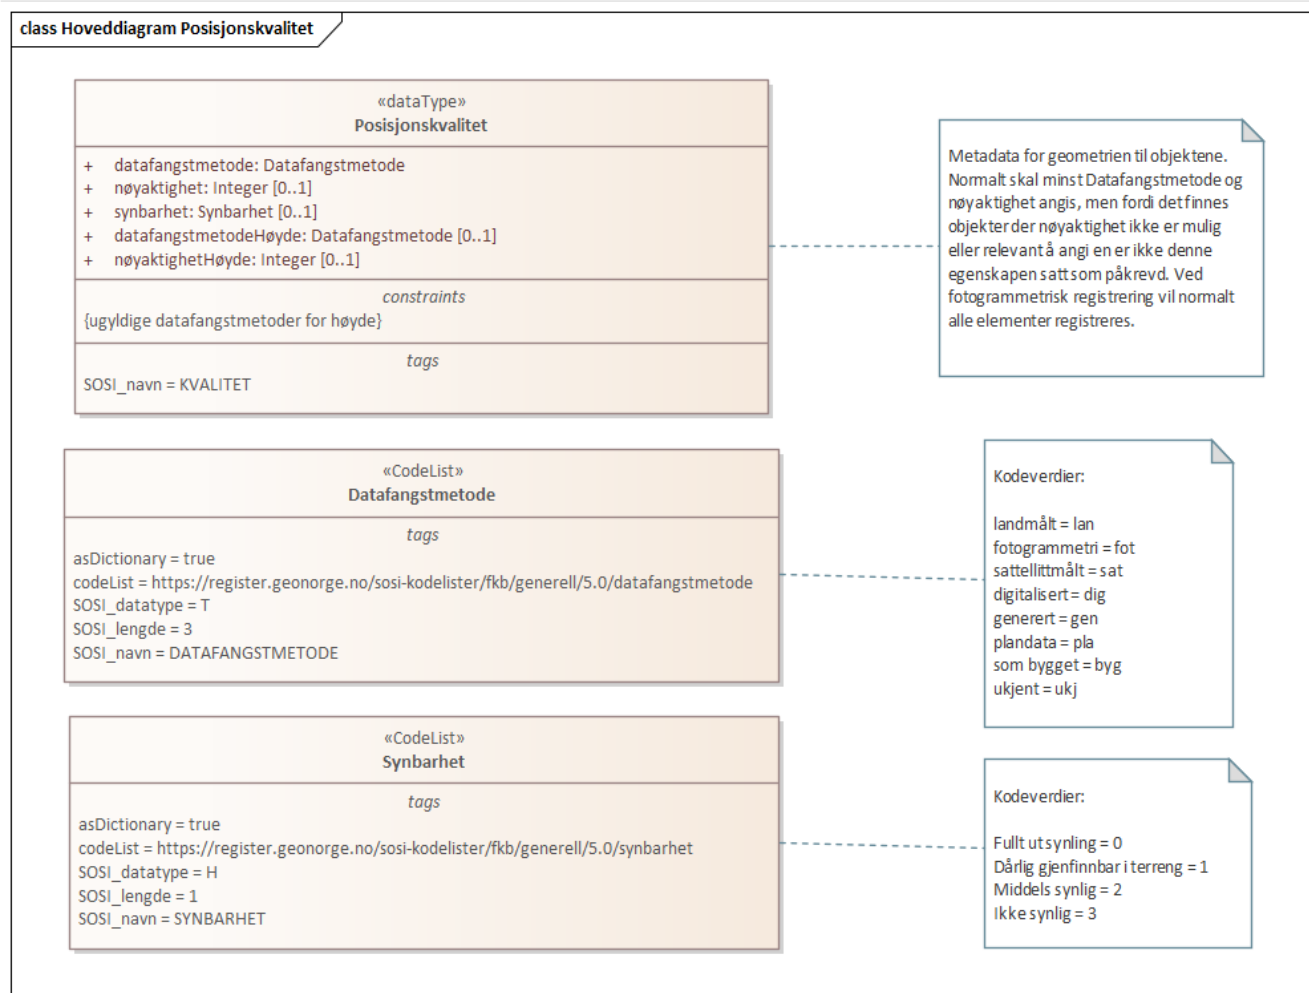 class Hoveddiagram Posisjonskvalitet
«dataType»
Posisjonskvalitet
+ datafangstmetode: Datafangstmetode
+ nøyaktighet: Integer [0..1]
+ synbarhet: Synbarhet [0..1]
+ datafangstmetodeHøyde: Datafangstmetode [0..1]
+ nøyaktighetHøyde: Integer [0..1]
constraints
{ugyldige datafangstmetoder for høyde}
tags
SOSI_navn = KVALITET
Metadata for geometrien til objektene.
Normalt skal minst Datafangstmetode og
nøyaktighet angis, men fordi det finnes
objekter der nøyaktighet ikke er mulig
eller relevant å angi en er ikke denne
egenskapen satt som påkrevd. Ved
fotogrammetrisk registrering vil normalt
alle elementer registreres.
«CodeList»
Datafangstmetode
tags
asDictionary = true
codeList = https://register.geonorge.no/sosi-kodelister/fkb/generell/5.0/datafangstmetode
SOSI_datatype = T
SOSI_lengde = 3
SOSI_navn = DATAFANGSTMETODE
Kodeverdier:
landmålt = lan
fotogrammetri = fot
sattellittmålt = sat
digitalisert = dig
generert = gen
plandata = pla
som bygget = byg
ukjent = ukj
«CodeList»
Synbarhet
tags
asDictionary = true
codeList = https://register.geonorge.no/sosi-kodelister/fkb/generell/5.0/synbarhet
SOSI_datatype = H
SOSI_lengde = 1
SOSI_navn = SYNBARHET
Kodeverdier:
Fullt ut synling = 0
Dårlig gjenfinnbar i terreng = 1
Middels synlig = 2
Ikke synlig = 3